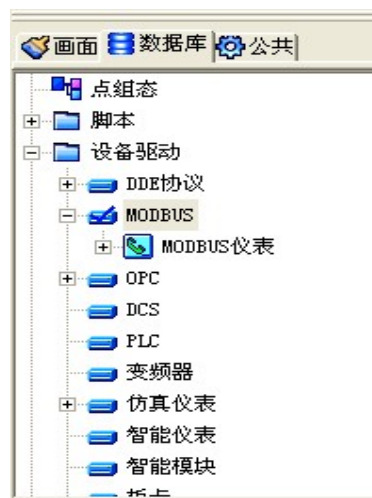 画面 数据库 公共
点组态
脚本
设备驱动
DDE协议
MODBUS
MODBUS仪表
OPC
DCS
PLC
变频器
仿真仪表
智能仪表
智能模块